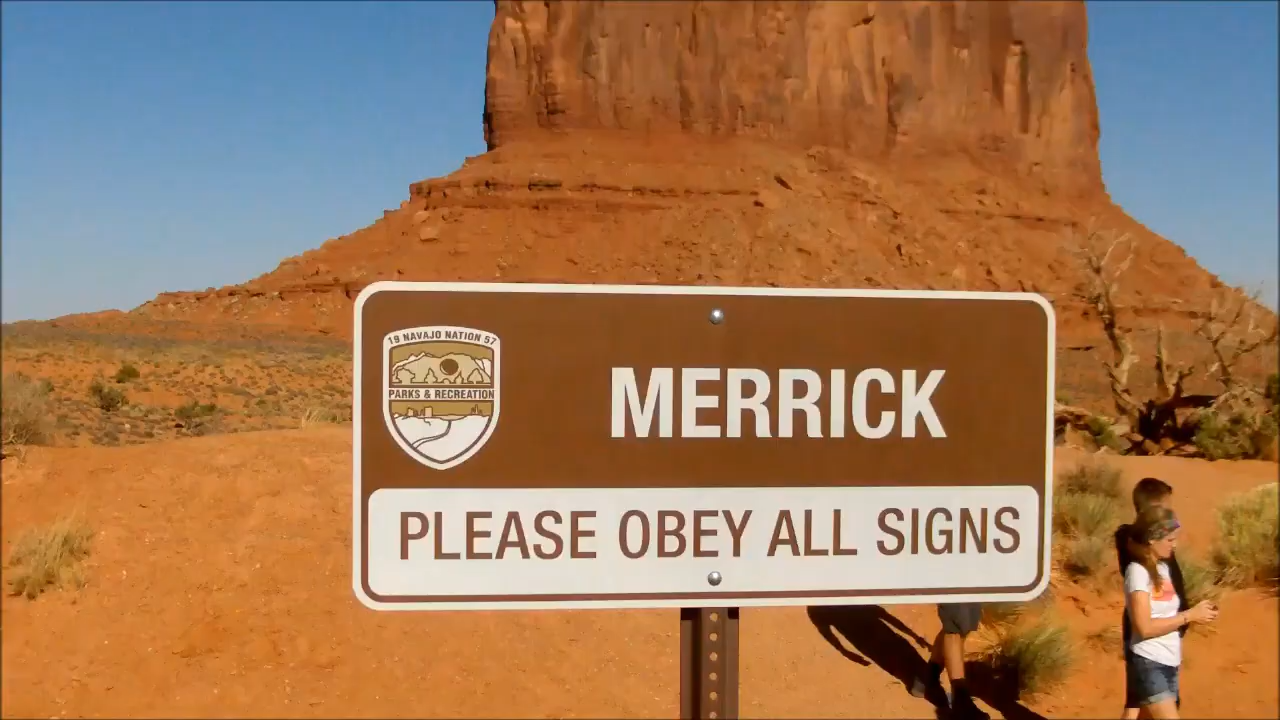 19 NAVAJO NATION 57
PARKS & RECREATION
MERRICK
PLEASE OBEY ALL SIGNS